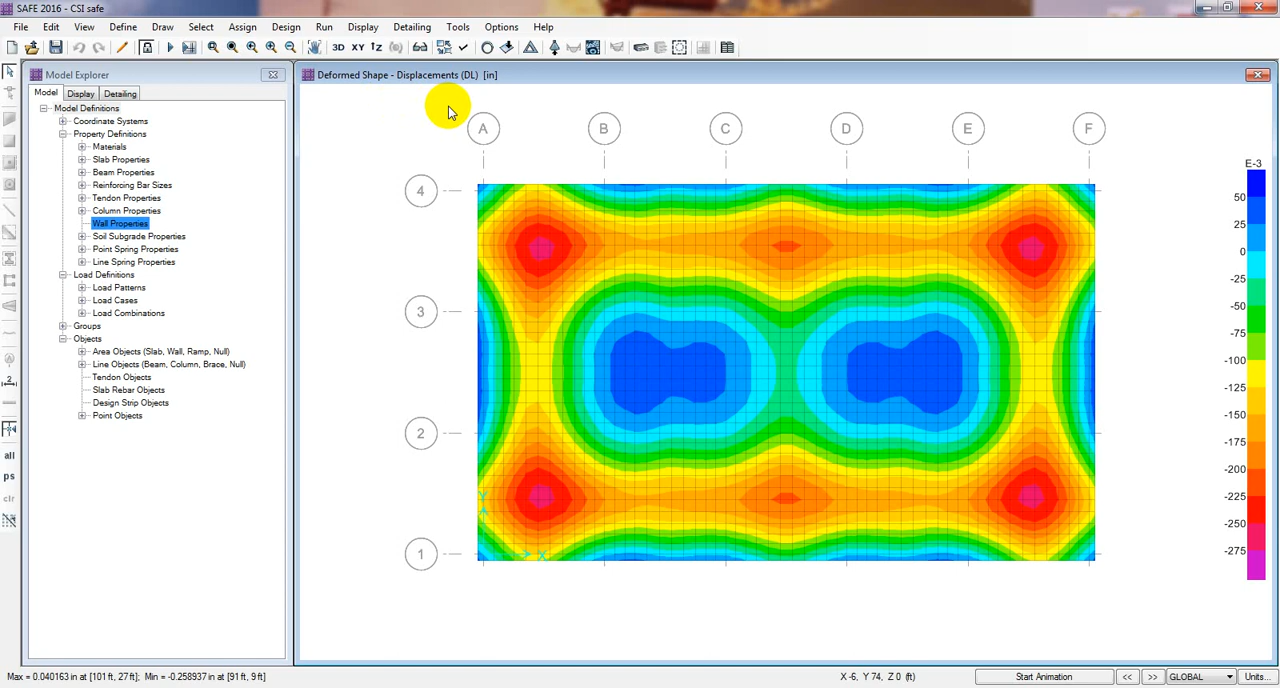 SAFE 2016 - CSI safe
File Edit View Define Draw Select Assign Design Run Display Detailing Tools Options Help
3D XY
Model Explorer
Deformed Shape - Displacements (DL) [in]
Model Display Detailing
Model Definitions
Coordinate Systems
Property Definitions
Materials
Slab Properties
Beam Properties
Reinforcing Bar Sizes
Tendon Properties
Column Properties
Wall Properties
Soil Subgrade Properties
Point Spring Properties
Line Spring Properties
Load Definitions
Load Patterns
Load Cases
Load Combinations
Groups
Objects
Area Objects (Slab, Wall, Ramp, Null)
Line Objects (Beam, Column, Brace, Null)
Tendon Objects
Slab Rebar Objects
Design Strip Objects
Point Objects
all
ps
clr
A B C D E F
4
3
2
1
Y
X
E-3
50
25
0
-25
-50
-75
-100
-125
-150
-175
-200
-225
-250
-275
Max = 0.040163 in at [101 ft, 27 ft]; Min = -0.258937 in at [91 ft, 9 ft]
X -6, Y 74, Z 0 (ft)
Start Animation
<< >>
GLOBAL
Units...